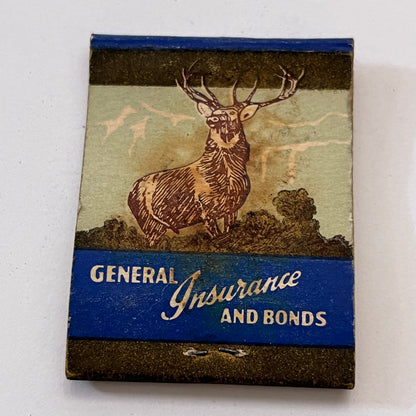 GENERAL Insurance
AND BONDS